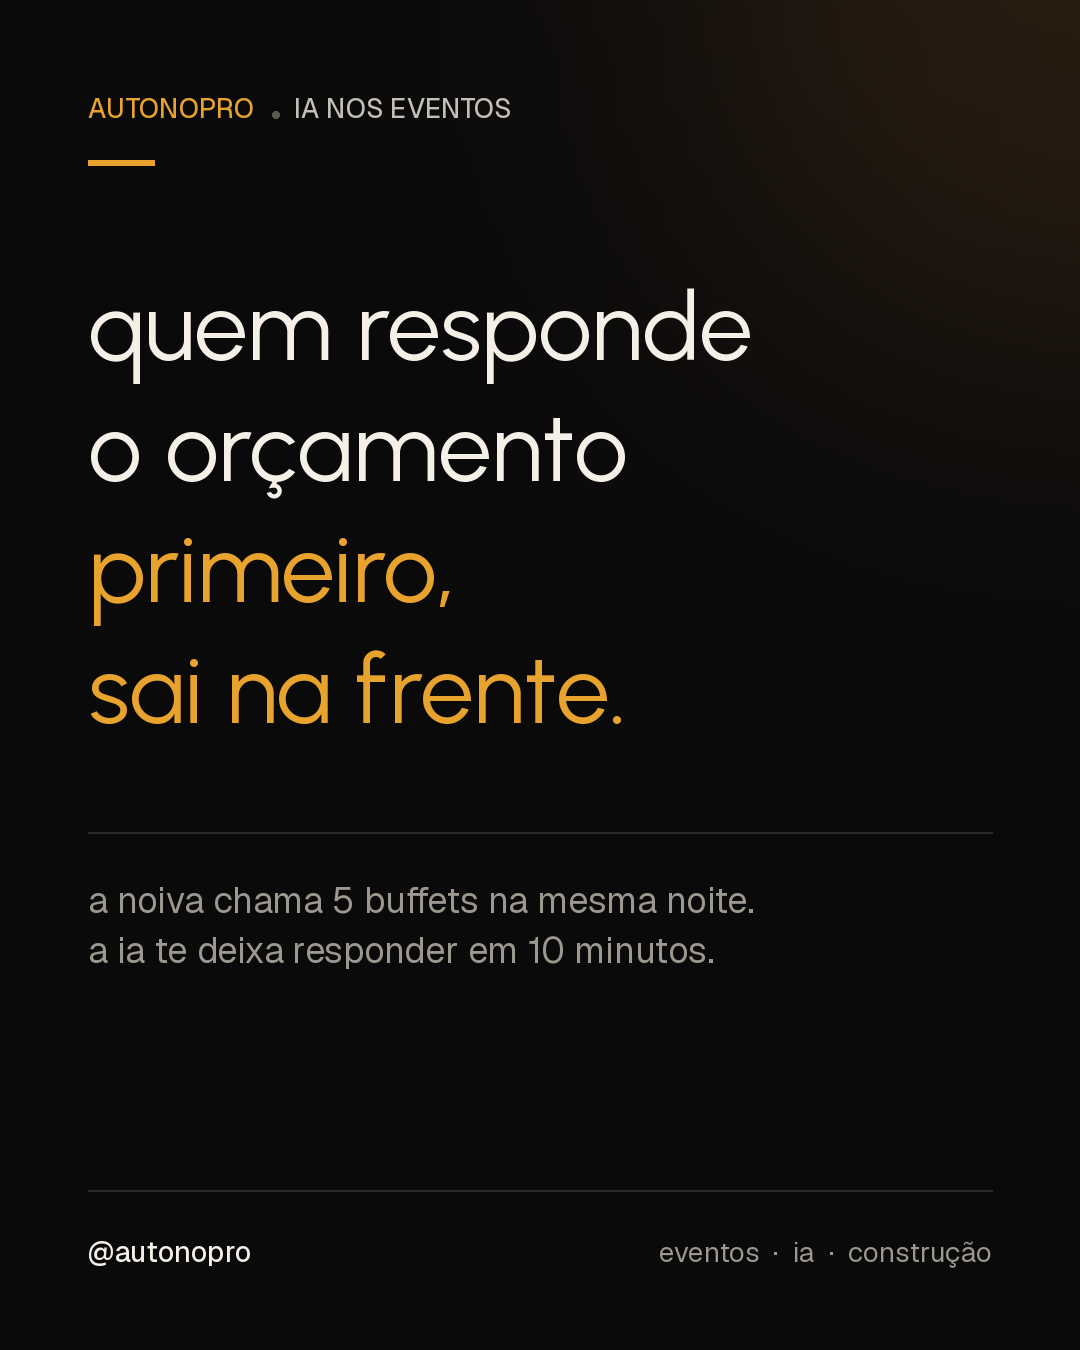 AUTONOPRO . IA NOS EVENTOS
quem responde
o orçamento
primeiro,
sai na frente.
a noiva chama 5 buffets na mesma noite.
a ia te deixa responder em 10 minutos.
@autonopro
eventos · ia · construção